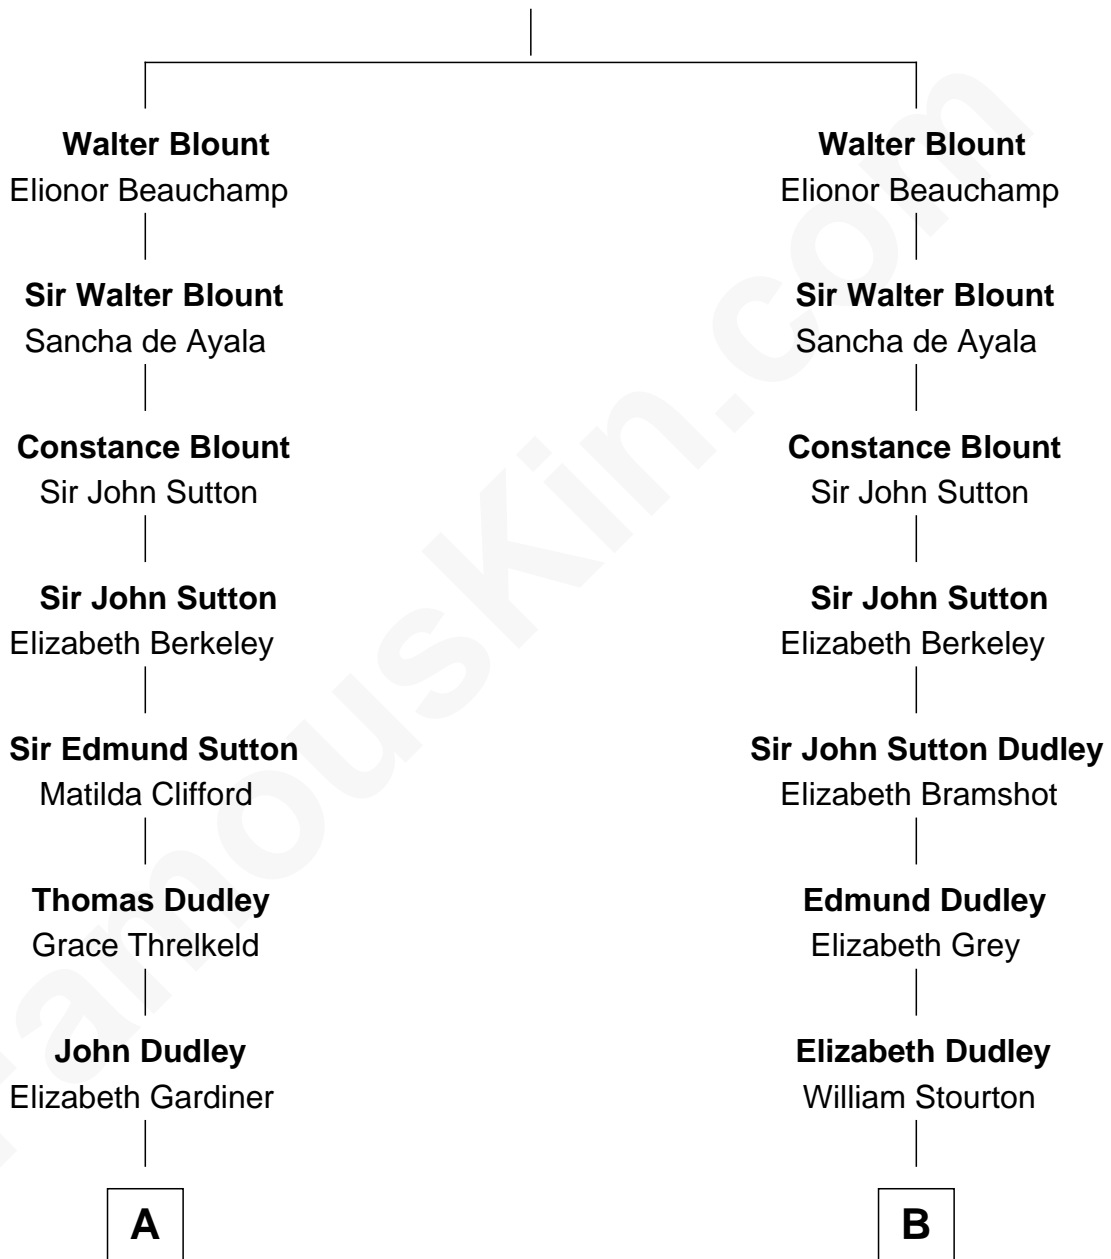 Walter Blount
Elionor Beauchamp
Sir Walter Blount
Sancha de Ayala
Constance Blount
Sir John Sutton
Sir John Sutton
Elizabeth Berkeley
Sir Edmund Sutton
Matilda Clifford
Thomas Dudley
Grace Threlkeld
John Dudley
Elizabeth Gardiner
A
Walter Blount
Elionor Beauchamp
Sir Walter Blount
Sancha de Ayala
Constance Blount
Sir John Sutton
Sir John Sutton
Elizabeth Berkeley
Sir John Sutton Dudley
Elizabeth Bramshot
Edmund Dudley
Elizabeth Grey
Elizabeth Dudley
William Stourton
B
FamousKin.com